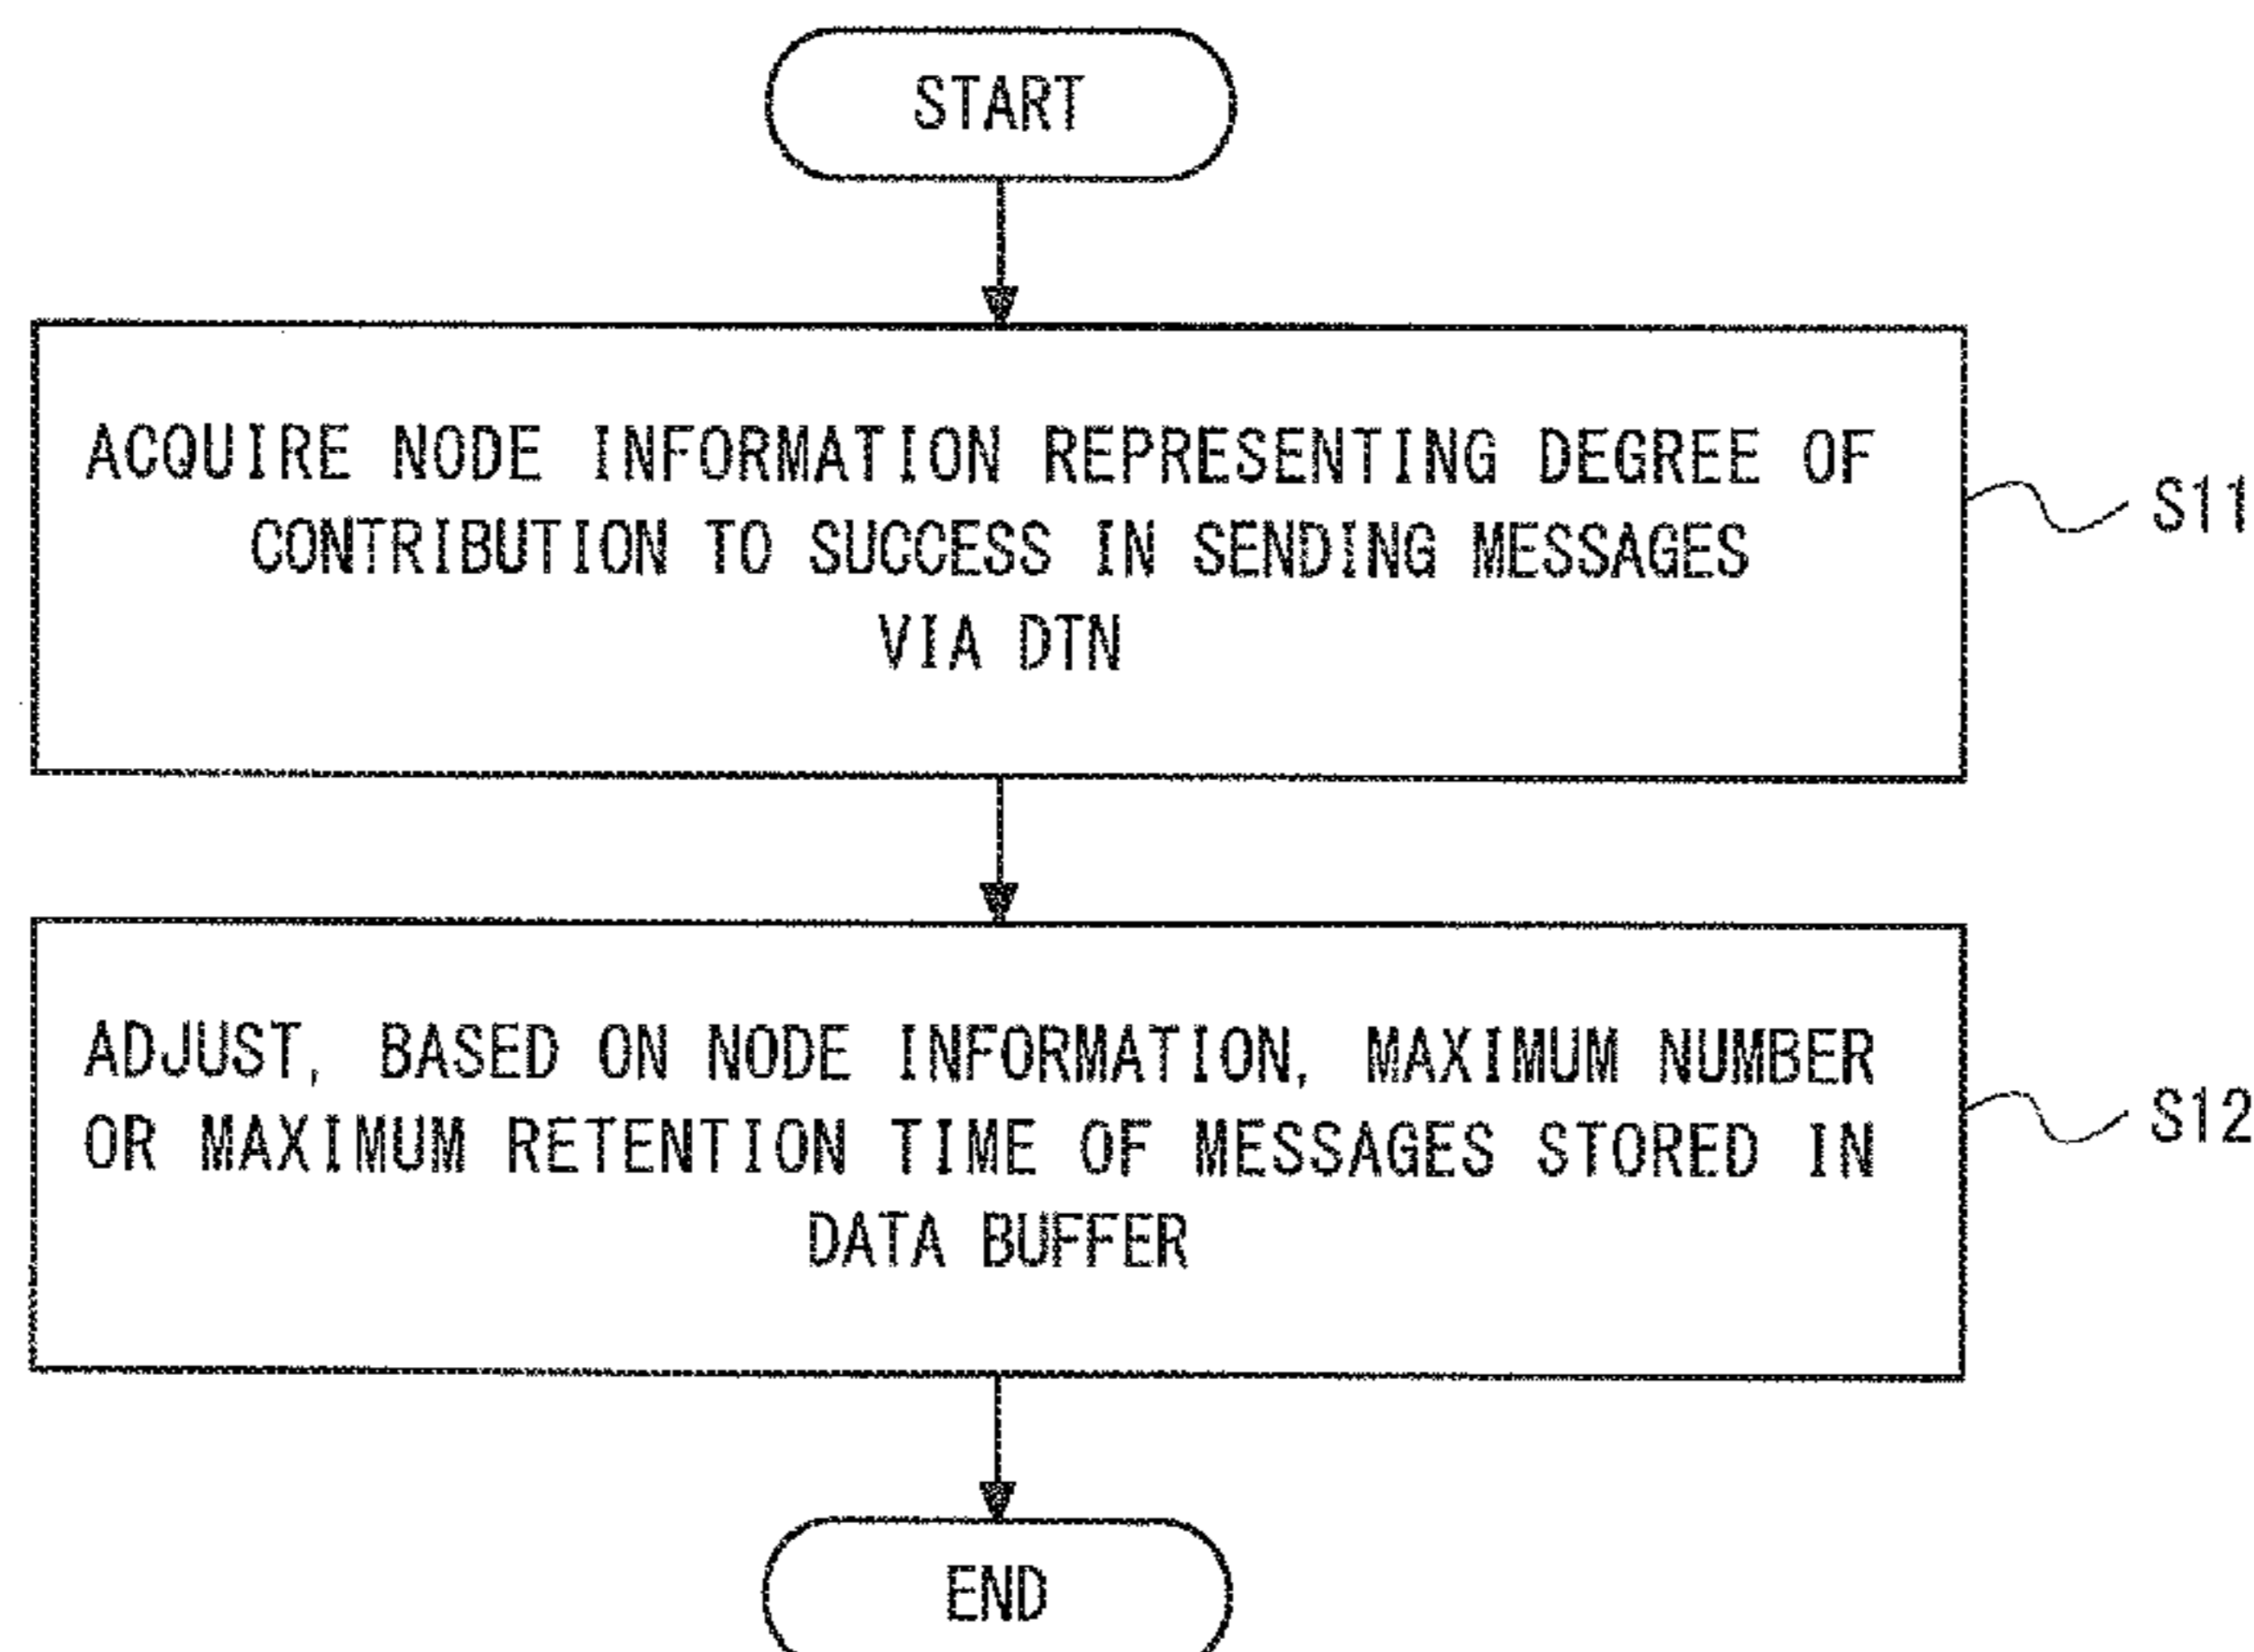 START
ACQUIRE NODE INFORMATION REPRESENTING DEGREE OF
CONTRIBUTION TO SUCCESS IN SENDING MESSAGES
VIA DTN
S11
ADJUST, BASED ON NODE INFORMATION, MAXIMUM NUMBER
OR MAXIMUM RETENTION TIME OF MESSAGES STORED IN
DATA BUFFER
S12
END